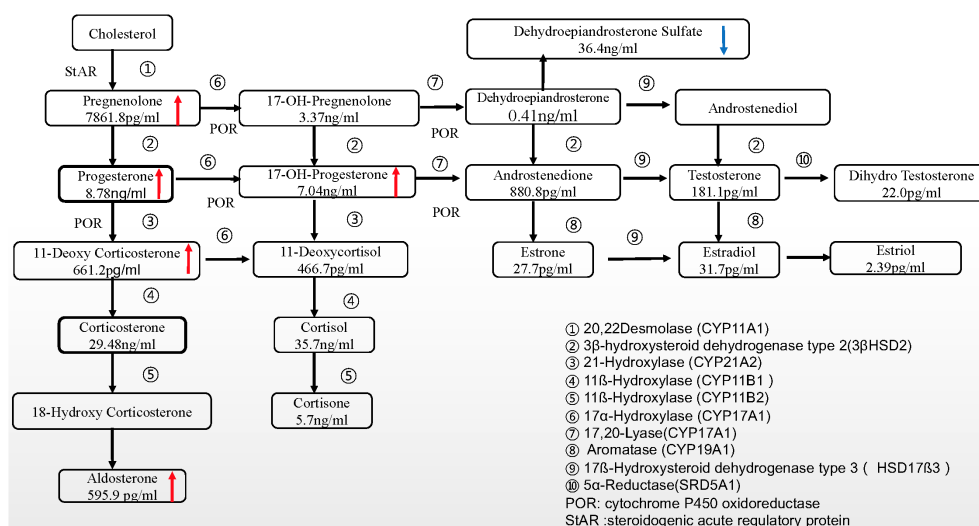 Cholesterol
Dehydroepiandrosterone Sulfate
36.4ng/ml
StAR
①
⑥
⑦
⑨
Pregnenolone
7861.8pg/ml
POR
17-OH-Pregnenolone
3.37ng/ml
POR
Dehydroepiandrosterone
0.41ng/ml
Androstenediol
②
⑥
②
⑦
②
⑨
②
⑩
Progesterone
8.78ng/ml
POR
17-OH-Progesterone
7.04ng/ml
POR
Androstenedione
880.8pg/ml
Testosterone
181.1pg/ml
Dihydro Testosterone
22.0pg/ml
POR
③
⑥
③
⑧
⑨
⑧
11-Deoxy Corticosterone
661.2pg/ml
11-Deoxycortisol
466.7pg/ml
Estrone
27.7pg/ml
Estradiol
31.7pg/ml
Estriol
2.39pg/ml
④
④
Corticosterone
29.48ng/ml
Cortisol
35.7ng/ml
⑤
⑤
18-Hydroxy Corticosterone
Cortisone
5.7ng/ml
Aldosterone
595.9 pg/ml
① 20,22Desmolase (CYP11A1)
② 3β-hydroxysteroid dehydrogenase type 2(3βHSD2)
③ 21-Hydroxylase (CYP21A2)
④ 11ß-Hydroxylase (CYP11B1 )
⑤ 11ß-Hydroxylase (CYP11B2)
⑥ 17α-Hydroxylase (CYP17A1)
⑦ 17,20-Lyase(CYP17A1)
⑧ Aromatase (CYP19A1)
⑨ 17ß-Hydroxysteroid dehydrogenase type 3 ( HSD17ß3)
⑩ 5α-Reductase(SRD5A1)
POR: cytochrome P450 oxidoreductase
StAR :steroidogenic acute regulatory protein